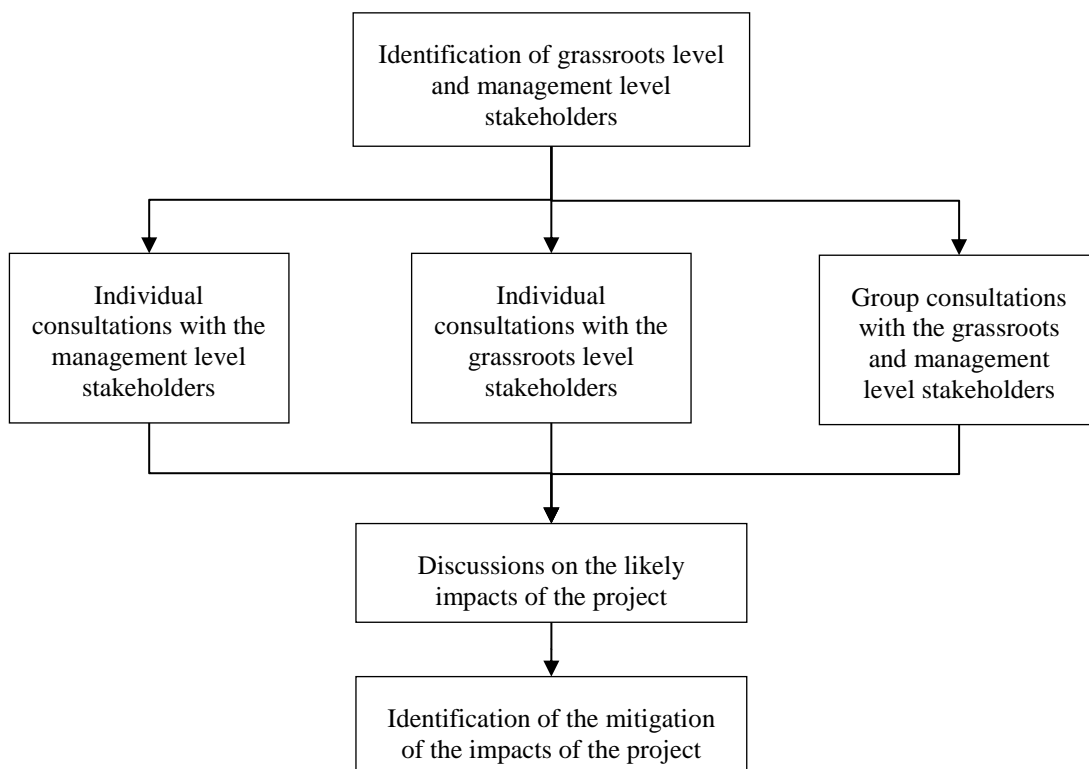 Identification of grassroots level
and management level
stakeholders
Individual
consultations with the
management level
stakeholders
Individual
consultations with the
grassroots level
stakeholders
Group consultations
with the grassroots
and management
level stakeholders
Discussions on the likely
impacts of the project
Identification of the mitigation
of the impacts of the project